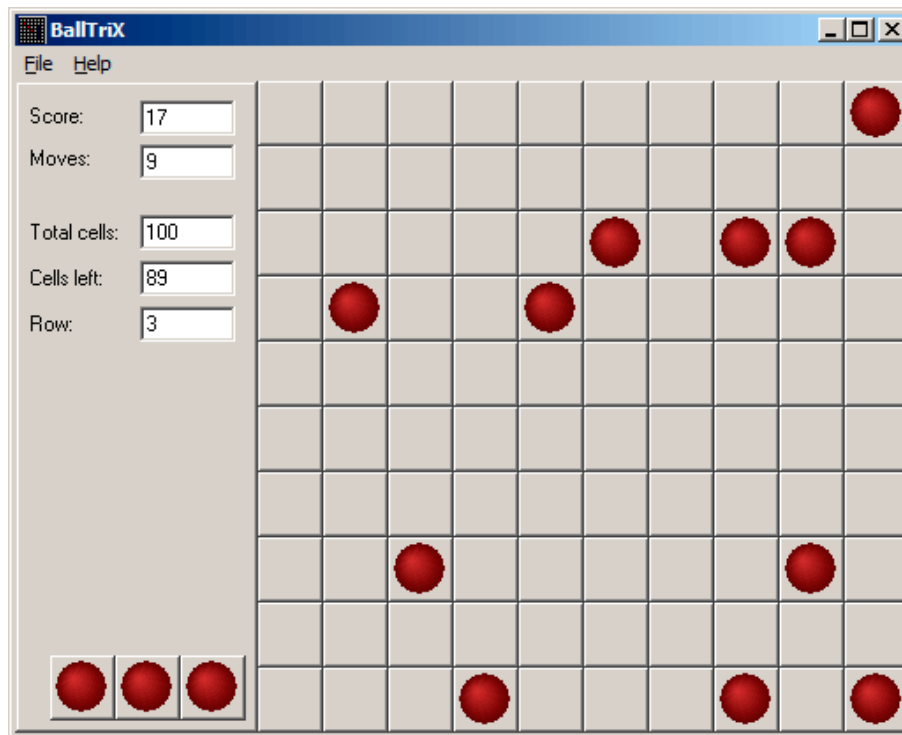 BallTriX
File Help
Score: 17
Moves: 9
Total cells: 100
Cells left: 89
Row: 3